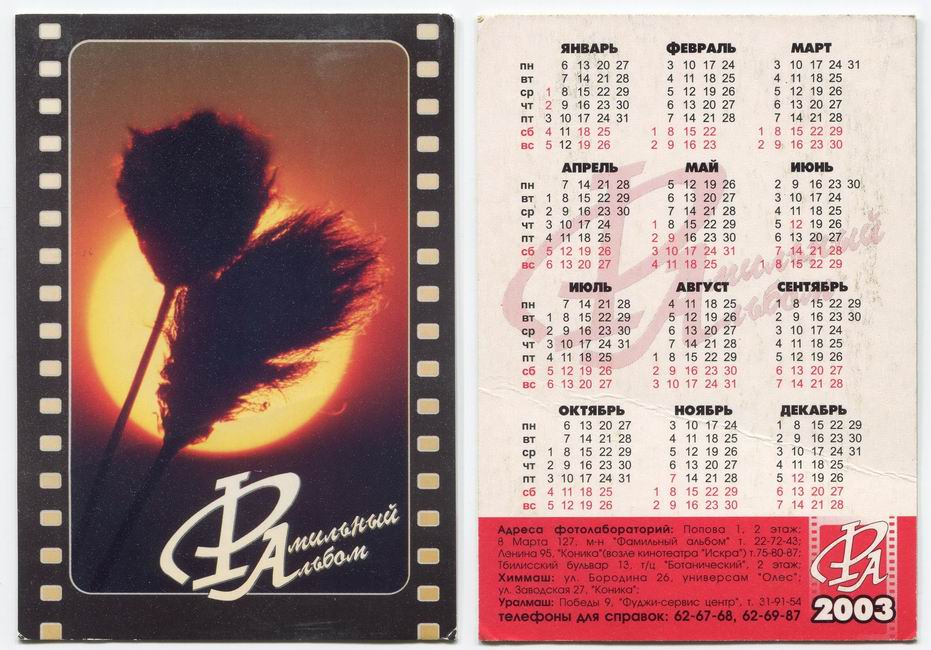 Фамильный
Альбом
ЯНВАРЬ ФЕВРАЛЬ МАРТ
пн 6 13 20 27 3 10 17 24 3 10 17 24 31
вт 7 14 21 28 4 11 18 25 4 11 18 25
ср 1 8 15 22 29 5 12 19 26 5 12 19 26
чт 2 9 16 23 30 6 13 20 27 6 13 20 27
пт 3 10 17 24 31 7 14 21 28 7 14 21 28
сб 4 11 18 25 1 8 15 22 1 8 15 22 29
вс 5 12 19 26 2 9 16 23 2 9 16 23 30
АПРЕЛЬ МАЙ ИЮНЬ
пн 7 14 21 28 5 12 19 26 2 9 16 23 30
вт 1 8 15 22 29 6 13 20 27 3 10 17 24
ср 2 9 16 23 30 7 14 21 28 4 11 18 25
чт 3 10 17 24 1 8 15 22 29 5 12 19 26
пт 4 11 18 25 2 9 16 23 30 6 13 20 27
сб 5 12 19 26 3 10 17 24 31 7 14 21 28
вс 6 13 20 27 4 11 18 25 1 8 15 22 29
ИЮЛЬ АВГУСТ СЕНТЯБРЬ
пн 7 14 21 28 4 11 18 25 1 8 15 22 29
вт 1 8 15 22 29 5 12 19 26 2 9 16 23 30
ср 2 9 16 23 30 6 13 20 27 3 10 17 24
чт 3 10 17 24 31 7 14 21 28 4 11 18 25
пт 4 11 18 25 1 8 15 22 29 5 12 19 26
сб 5 12 19 26 2 9 16 23 30 6 13 20 27
вс 6 13 20 27 3 10 17 24 31 7 14 21 28
ОКТЯБРЬ НОЯБРЬ ДЕКАБРЬ
пн 6 13 20 27 3 10 17 24 1 8 15 22 29
вт 7 14 21 28 4 11 18 25 2 9 16 23 30
ср 1 8 15 22 29 5 12 19 26 3 10 17 24 31
чт 2 9 16 23 30 6 13 20 27 4 11 18 25
пт 3 10 17 24 31 7 14 21 28 5 12 19 26
сб 4 11 18 25 1 8 15 22 29 6 13 20 27
вс 5 12 19 26 2 9 16 23 30 7 14 21 28
Фамильный
Альбом
Адреса фотолабораторий: Попова 1, 2 этаж;
8 Марта 127, м-н "Фамильный альбом" т. 22-72-43;
Ленина 95, "Коника"(возле кинотеатра "Искра") т.75-80-87;
Тбилисский бульвар 13, т/ц "Ботанический", 2 этаж;
Химмаш: ул. Бородина 26, универсам "Олес";
ул. Заводская 27, "Коника";
Уралмаш: Победы 9, "Фуджи-сервис центр", т. 31-91-54
телефоны для справок: 62-67-68, 62-69-87
ФА
2003